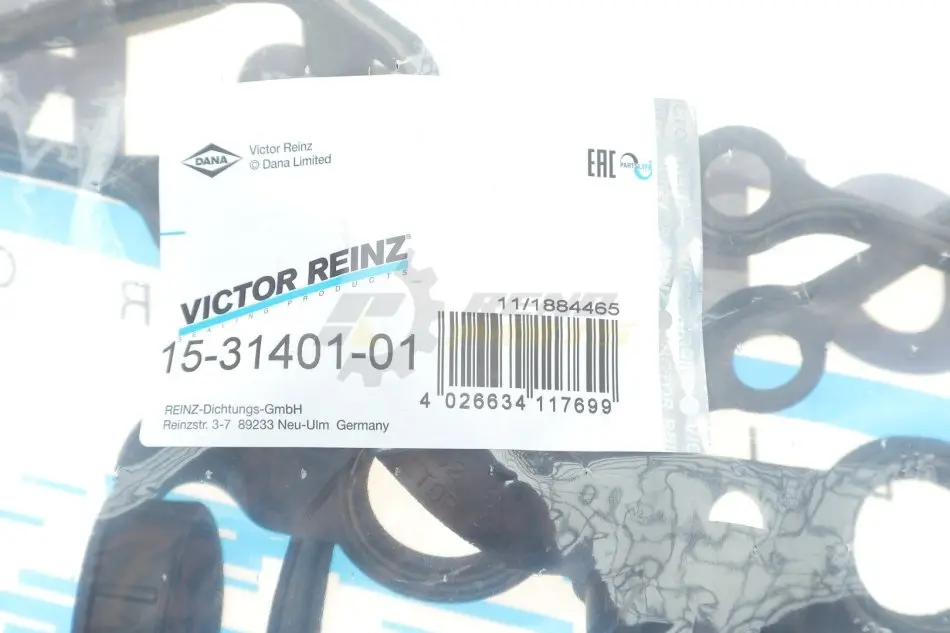 DANA
Victor Reinz
© Dana Limited
EAC
PARTSLIFE
VICTOR REINZ®
SEALING PRODUCTS
11/1884465
15-31401-01
4 026634 117699
REINZ-Dichtungs-GmbH
Reinzstr. 3-7 89233 Neu-Ulm Germany